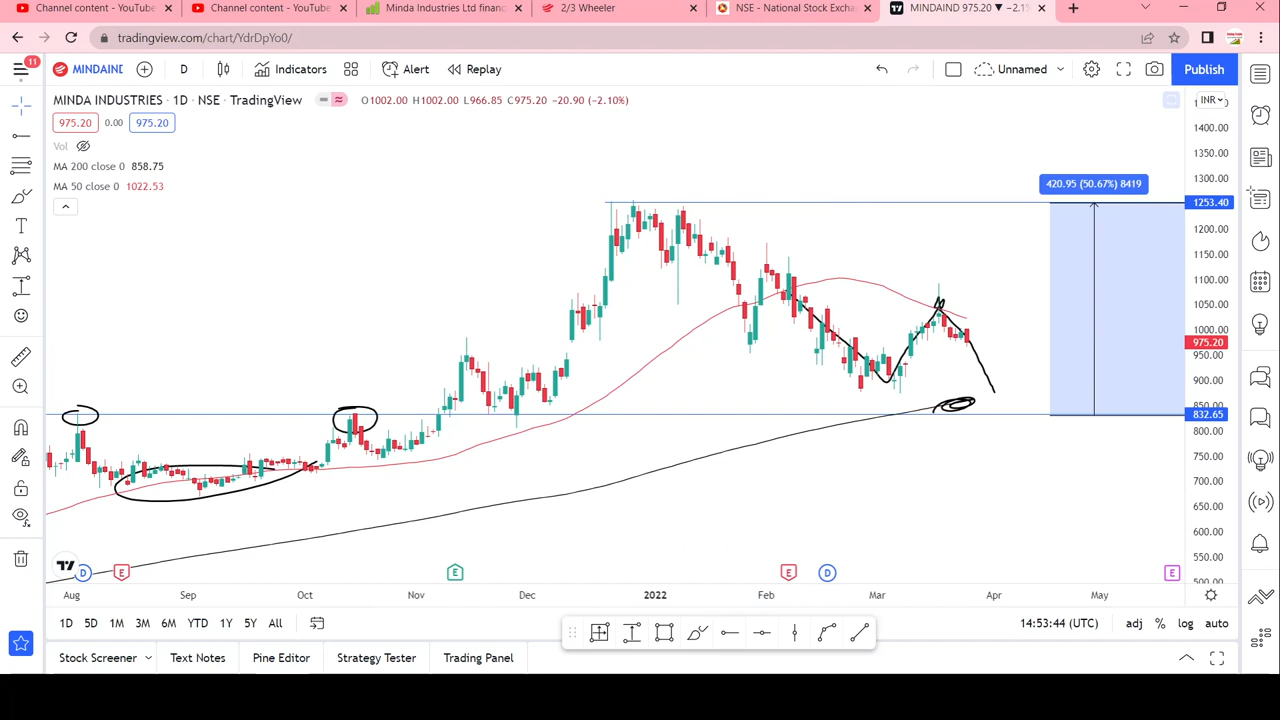 Channel content - YouTube
Channel content - YouTube
Minda Industries Ltd financ
2/3 Wheeler
NSE - National Stock Exchan
MINDAIND 975.20 ▼ −2.1
tradingview.com/chart/YdrDpYo0/
11
MINDAIND
D
Indicators
Alert
Replay
Unnamed
Publish
MINDA INDUSTRIES · 1D · NSE · TradingView
O1002.00 H1002.00 L966.85 C975.20 −20.90 (−2.10%)
INR
975.20 0.00 975.20
Vol
MA 200 close 0 858.75
MA 50 close 0 1022.53
420.95 (50.67%) 8419
1400.00
1350.00
1300.00
1253.40
1200.00
1150.00
1100.00
1050.00
1000.00
975.20
950.00
900.00
850.00
832.65
800.00
750.00
700.00
650.00
600.00
550.00
500.00
D E E E D E
Aug Sep Oct Nov Dec 2022 Feb Mar Apr May
1D 5D 1M 3M 6M YTD 1Y 5Y All
14:53:44 (UTC) adj % log auto
Stock Screener Text Notes Pine Editor Strategy Tester Trading Panel